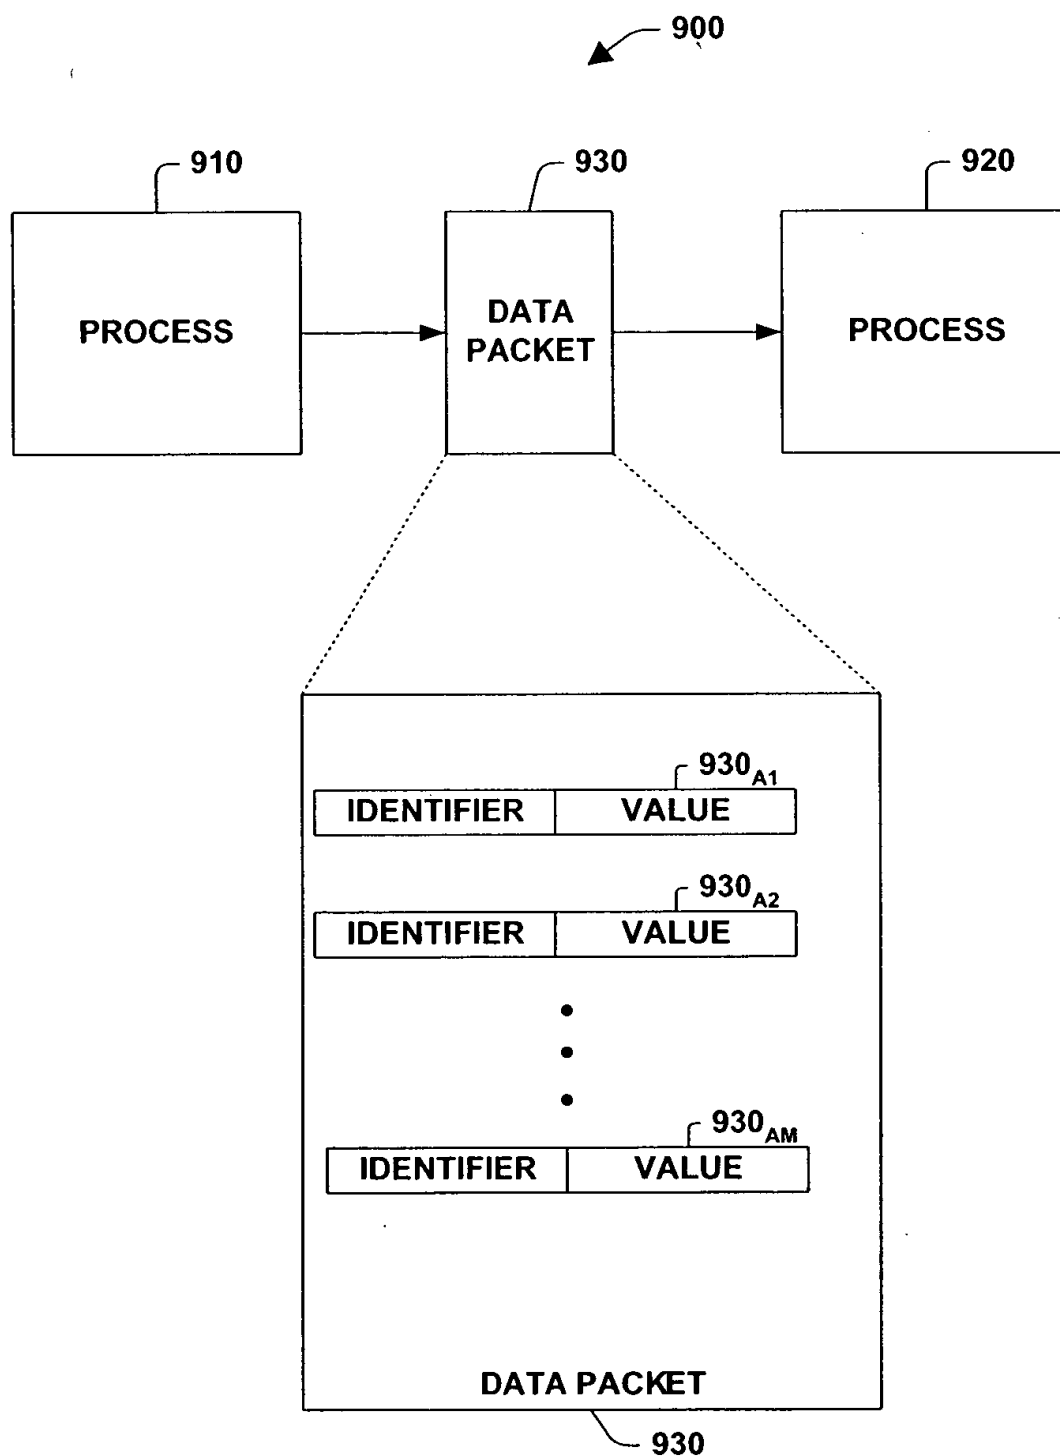 900
910
930
920
PROCESS
DATA
PACKET
PROCESS
930A1
IDENTIFIER VALUE
930A2
IDENTIFIER VALUE
930AM
IDENTIFIER VALUE
DATA PACKET
930